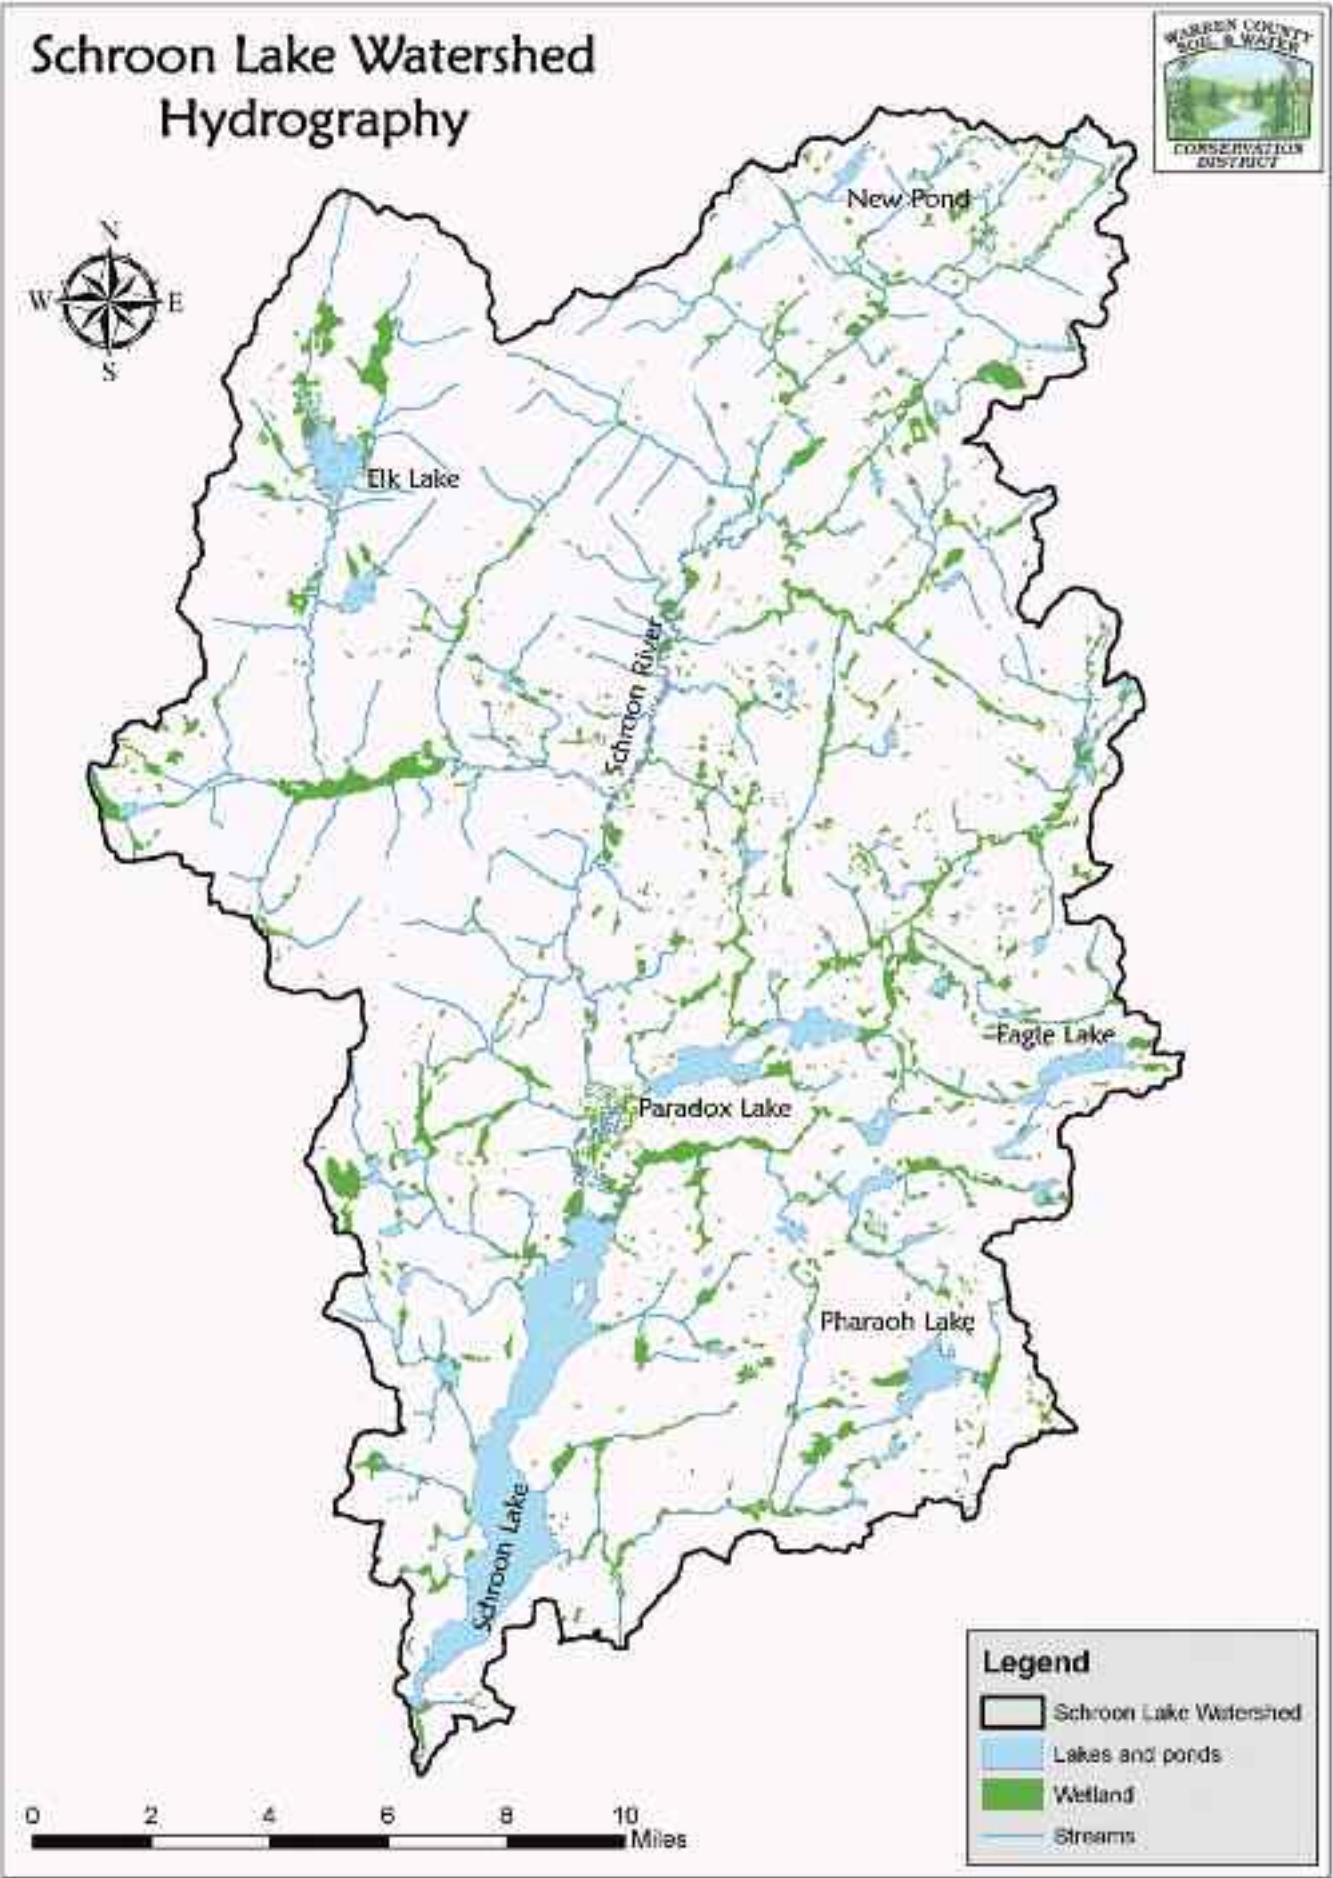 Schroon Lake Watershed
Hydrography
WARREN COUNTY
SOIL & WATER
CONSERVATION
DISTRICT
N
W E
S
New Pond
Elk Lake
Schroon River
Eagle Lake
Paradox Lake
Pharaoh Lake
Schroon Lake
Legend
Schroon Lake Watershed
Lakes and ponds
Wetland
Streams
0 2 4 6 8 10
Miles